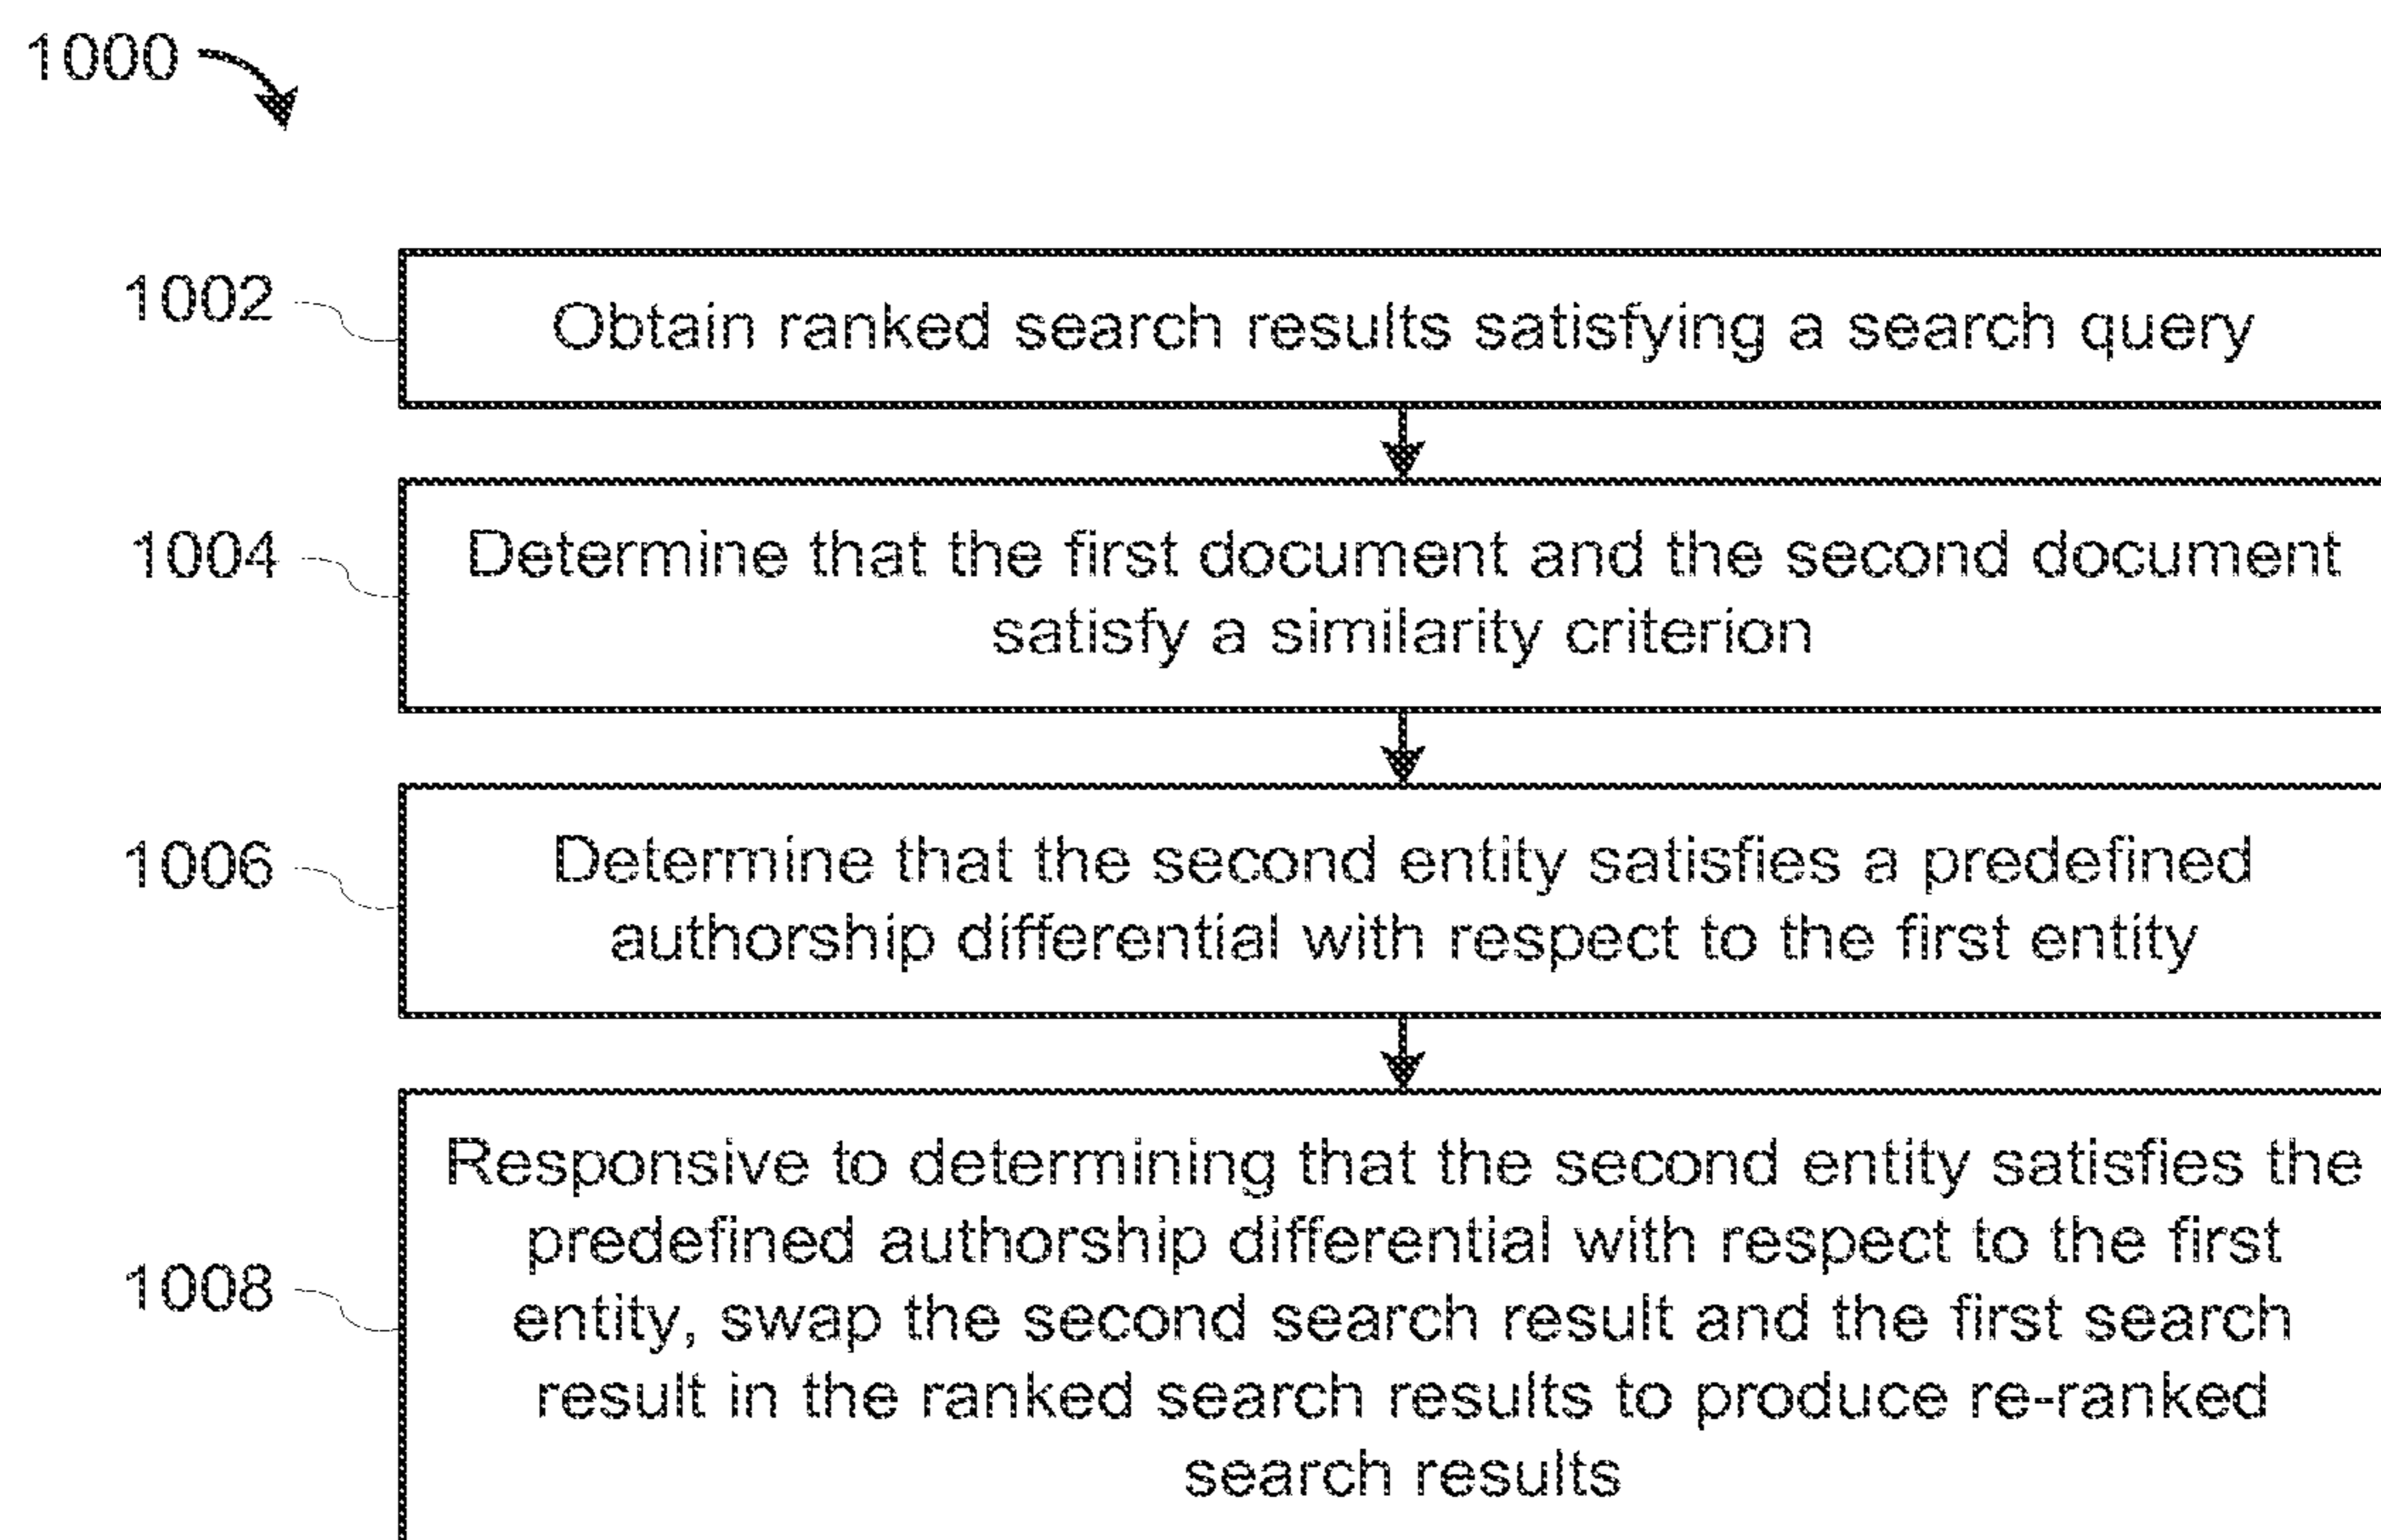 1000
1002
Obtain ranked search results satisfying a search query
1004
Determine that the first document and the second document
satisfy a similarity criterion
1006
Determine that the second entity satisfies a predefined
authorship differential with respect to the first entity
1008
Responsive to determining that the second entity satisfies the
predefined authorship differential with respect to the first
entity, swap the second search result and the first search
result in the ranked search results to produce re-ranked
search results